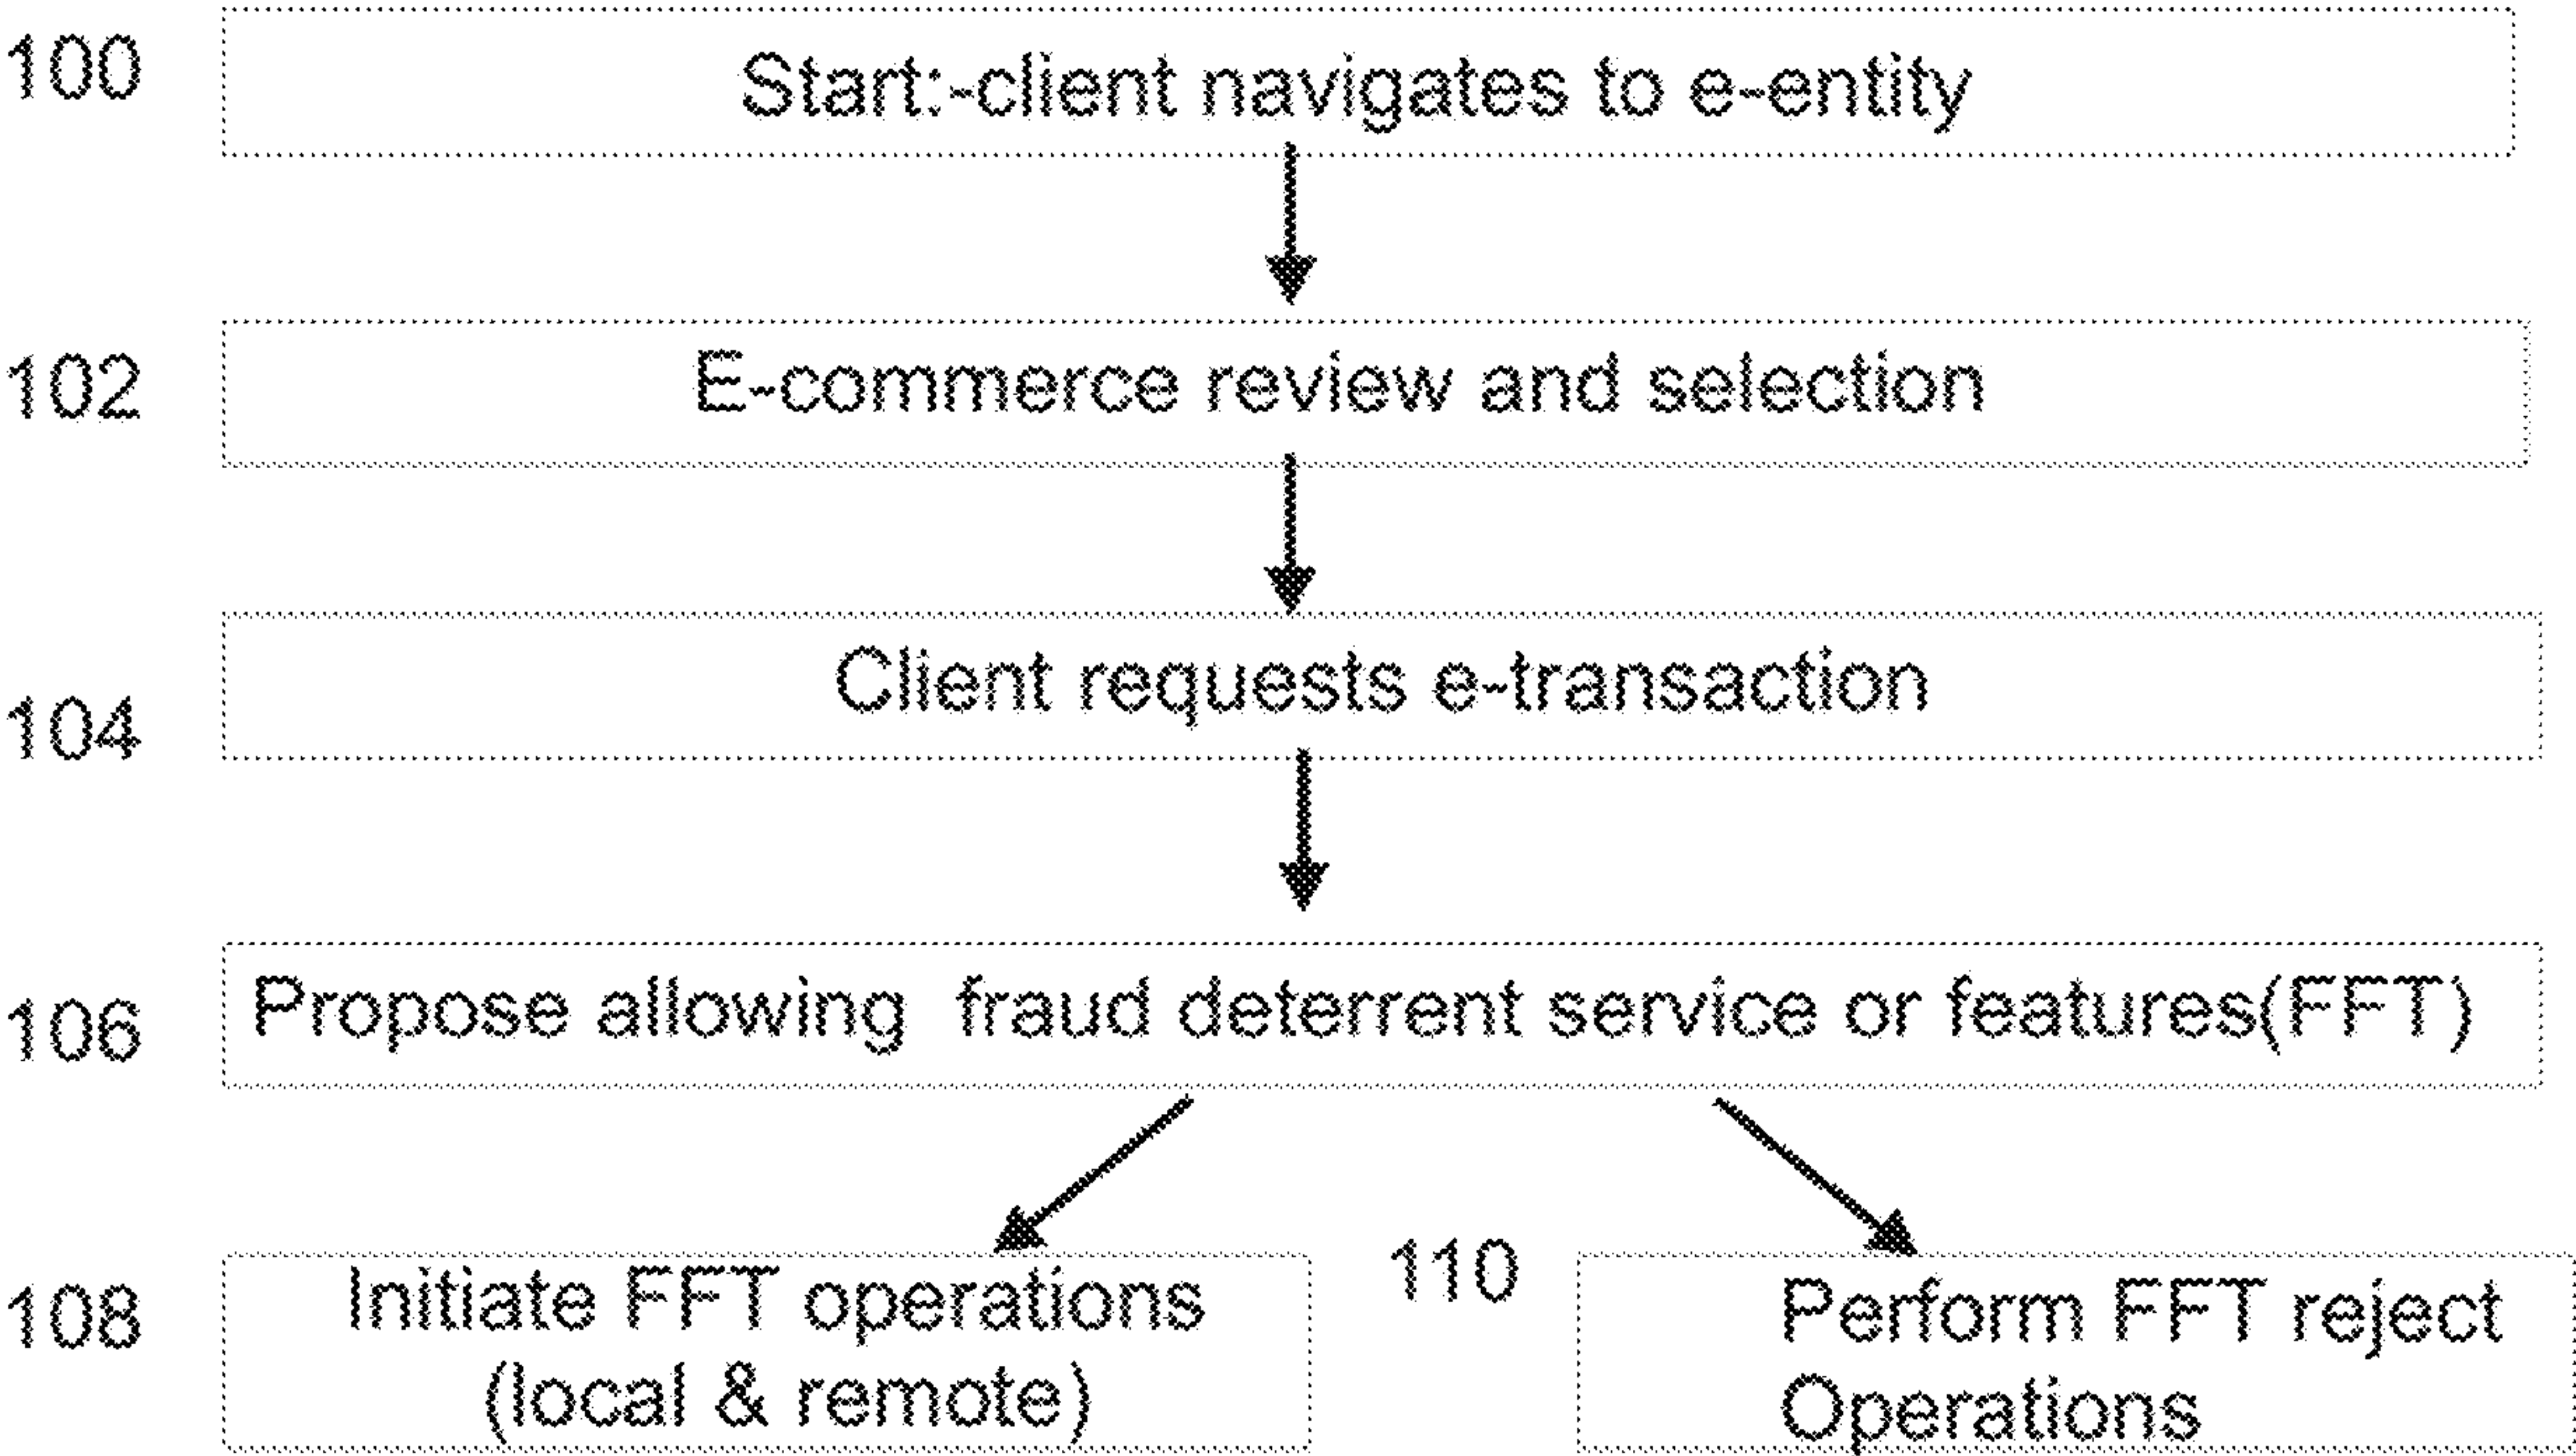 100
Start:-client navigates to e-entity
102
E-commerce review and selection
104
Client requests e-transaction
106
Propose allowing  fraud deterrent service or features(FFT)
108
Initiate FFT operations
(local & remote)
110
Perform FFT reject
Operations